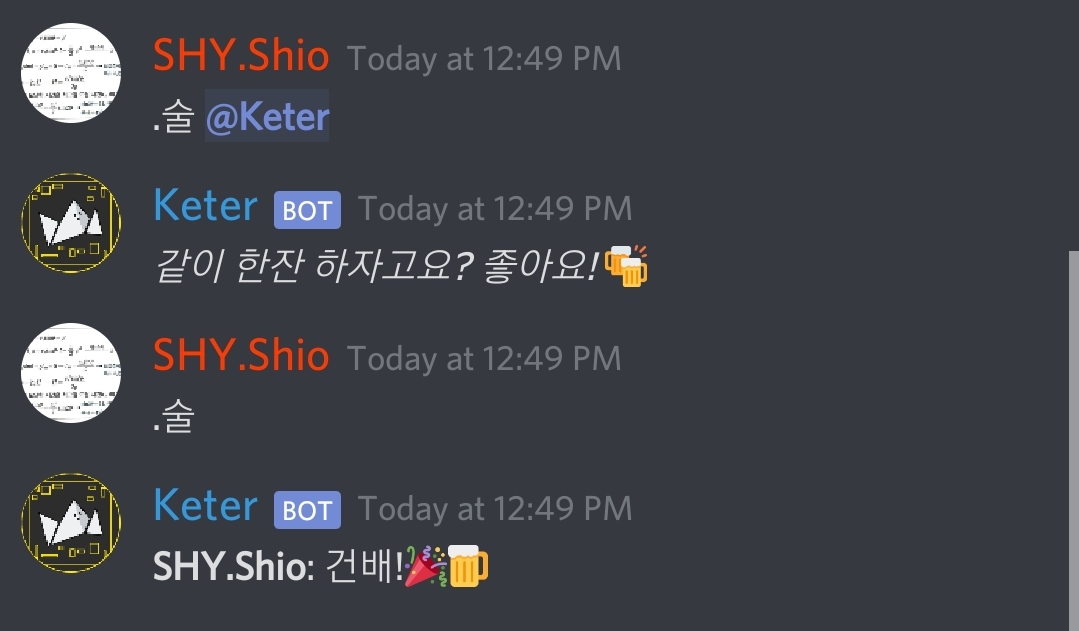 SHY.Shio Today at 12:49 PM
.술 @Keter
Keter BOT Today at 12:49 PM
같이 한잔 하자고요? 좋아요!🍻
SHY.Shio Today at 12:49 PM
.술
Keter BOT Today at 12:49 PM
SHY.Shio: 건배!🎉🍺